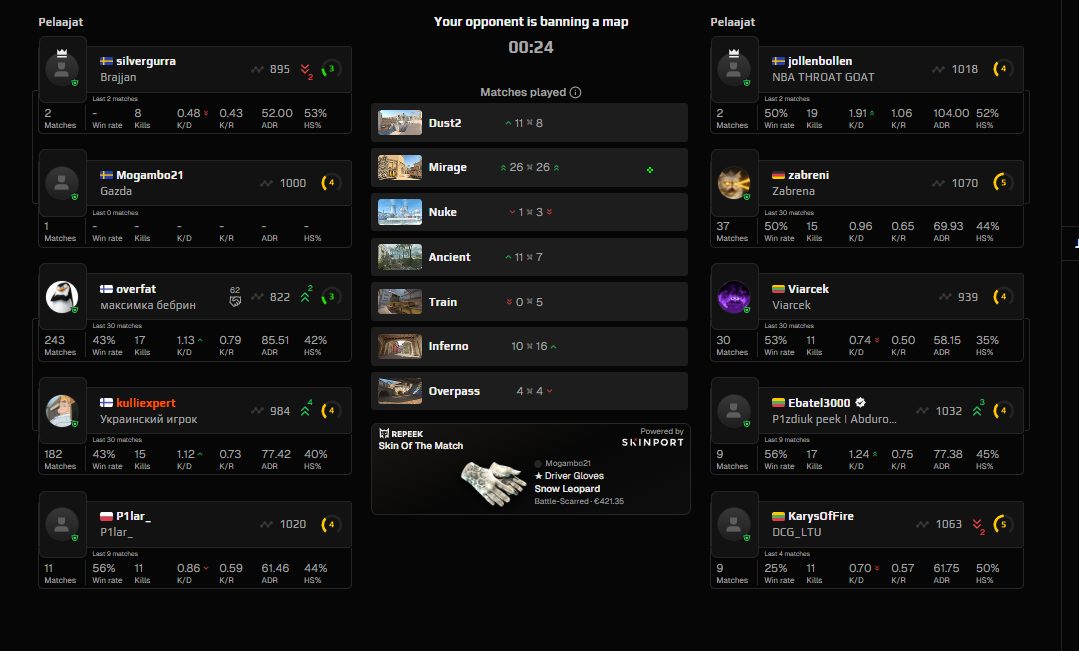 Pelaajat
silvergurra 895 2 3
Brajjan
Last 2 matches
2 - 8 0.48 0.43 52.00 53%
Matches Win rate Kills K/D K/R ADR HS%
Mogambo21 1000 4
Gazda
Last 0 matches
1 - - - - - -
Matches Win rate Kills K/D K/R ADR HS%
overfat 62 822 2 3
максимка бебрин
Last 30 matches
243 43% 17 1.13 0.79 85.51 42%
Matches Win rate Kills K/D K/R ADR HS%
kulliexpert 984 4 4
Украинский игрок
Last 30 matches
182 43% 15 1.12 0.73 77.42 40%
Matches Win rate Kills K/D K/R ADR HS%
P1lar_ 1020 4
P1lar_
Last 9 matches
11 56% 11 0.86 0.59 61.46 44%
Matches Win rate Kills K/D K/R ADR HS%
Your opponent is banning a map
00:24
Matches played
Dust2 11 8
Mirage 26 26
Nuke 1 3
Ancient 11 7
Train 0 5
Inferno 10 16
Overpass 4 4
REPEEK
Skin Of The Match
Powered by
SKINPORT
Mogambo21
★ Driver Gloves
Snow Leopard
Battle-Scarred · €421.35
Pelaajat
jollenbollen 1018 4
NBA THROAT GOAT
Last 2 matches
2 50% 19 1.91 1.06 104.00 52%
Matches Win rate Kills K/D K/R ADR HS%
zabreni 1070 5
Zabrena
Last 30 matches
37 50% 15 0.96 0.65 69.93 44%
Matches Win rate Kills K/D K/R ADR HS%
Viarcek 939 4
Viarcek
Last 30 matches
30 53% 11 0.74 0.50 58.15 35%
Matches Win rate Kills K/D K/R ADR HS%
Ebatel3000 1032 3 4
P1zdiuk peek | Abduro...
Last 9 matches
9 56% 17 1.24 0.75 77.38 45%
Matches Win rate Kills K/D K/R ADR HS%
KarysOfFire 1063 2 5
DCG_LTU
Last 4 matches
9 25% 11 0.70 0.57 61.75 50%
Matches Win rate Kills K/D K/R ADR HS%